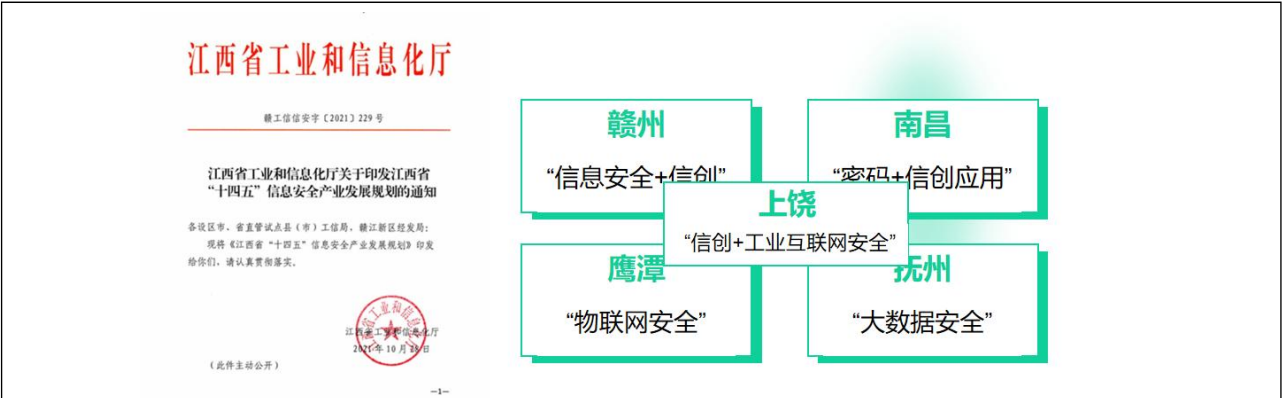 江西省工业和信息化厅
赣工信信安字〔2021〕229号
江西省工业和信息化厅关于印发江西省
“十四五”信息安全产业发展规划的通知
各设区市、省直管试点县（市）工信局，赣江新区经发局：
现将《江西省“十四五”信息安全产业发展规划》印发
给你们，请认真贯彻落实。
江西省工业和信息化厅
2021年10月28日
（此件主动公开）
—1—
赣州
“信息安全+信创”
南昌
“密码+信创应用”
上饶
“信创+工业互联网安全”
鹰潭
“物联网安全”
抚州
“大数据安全”